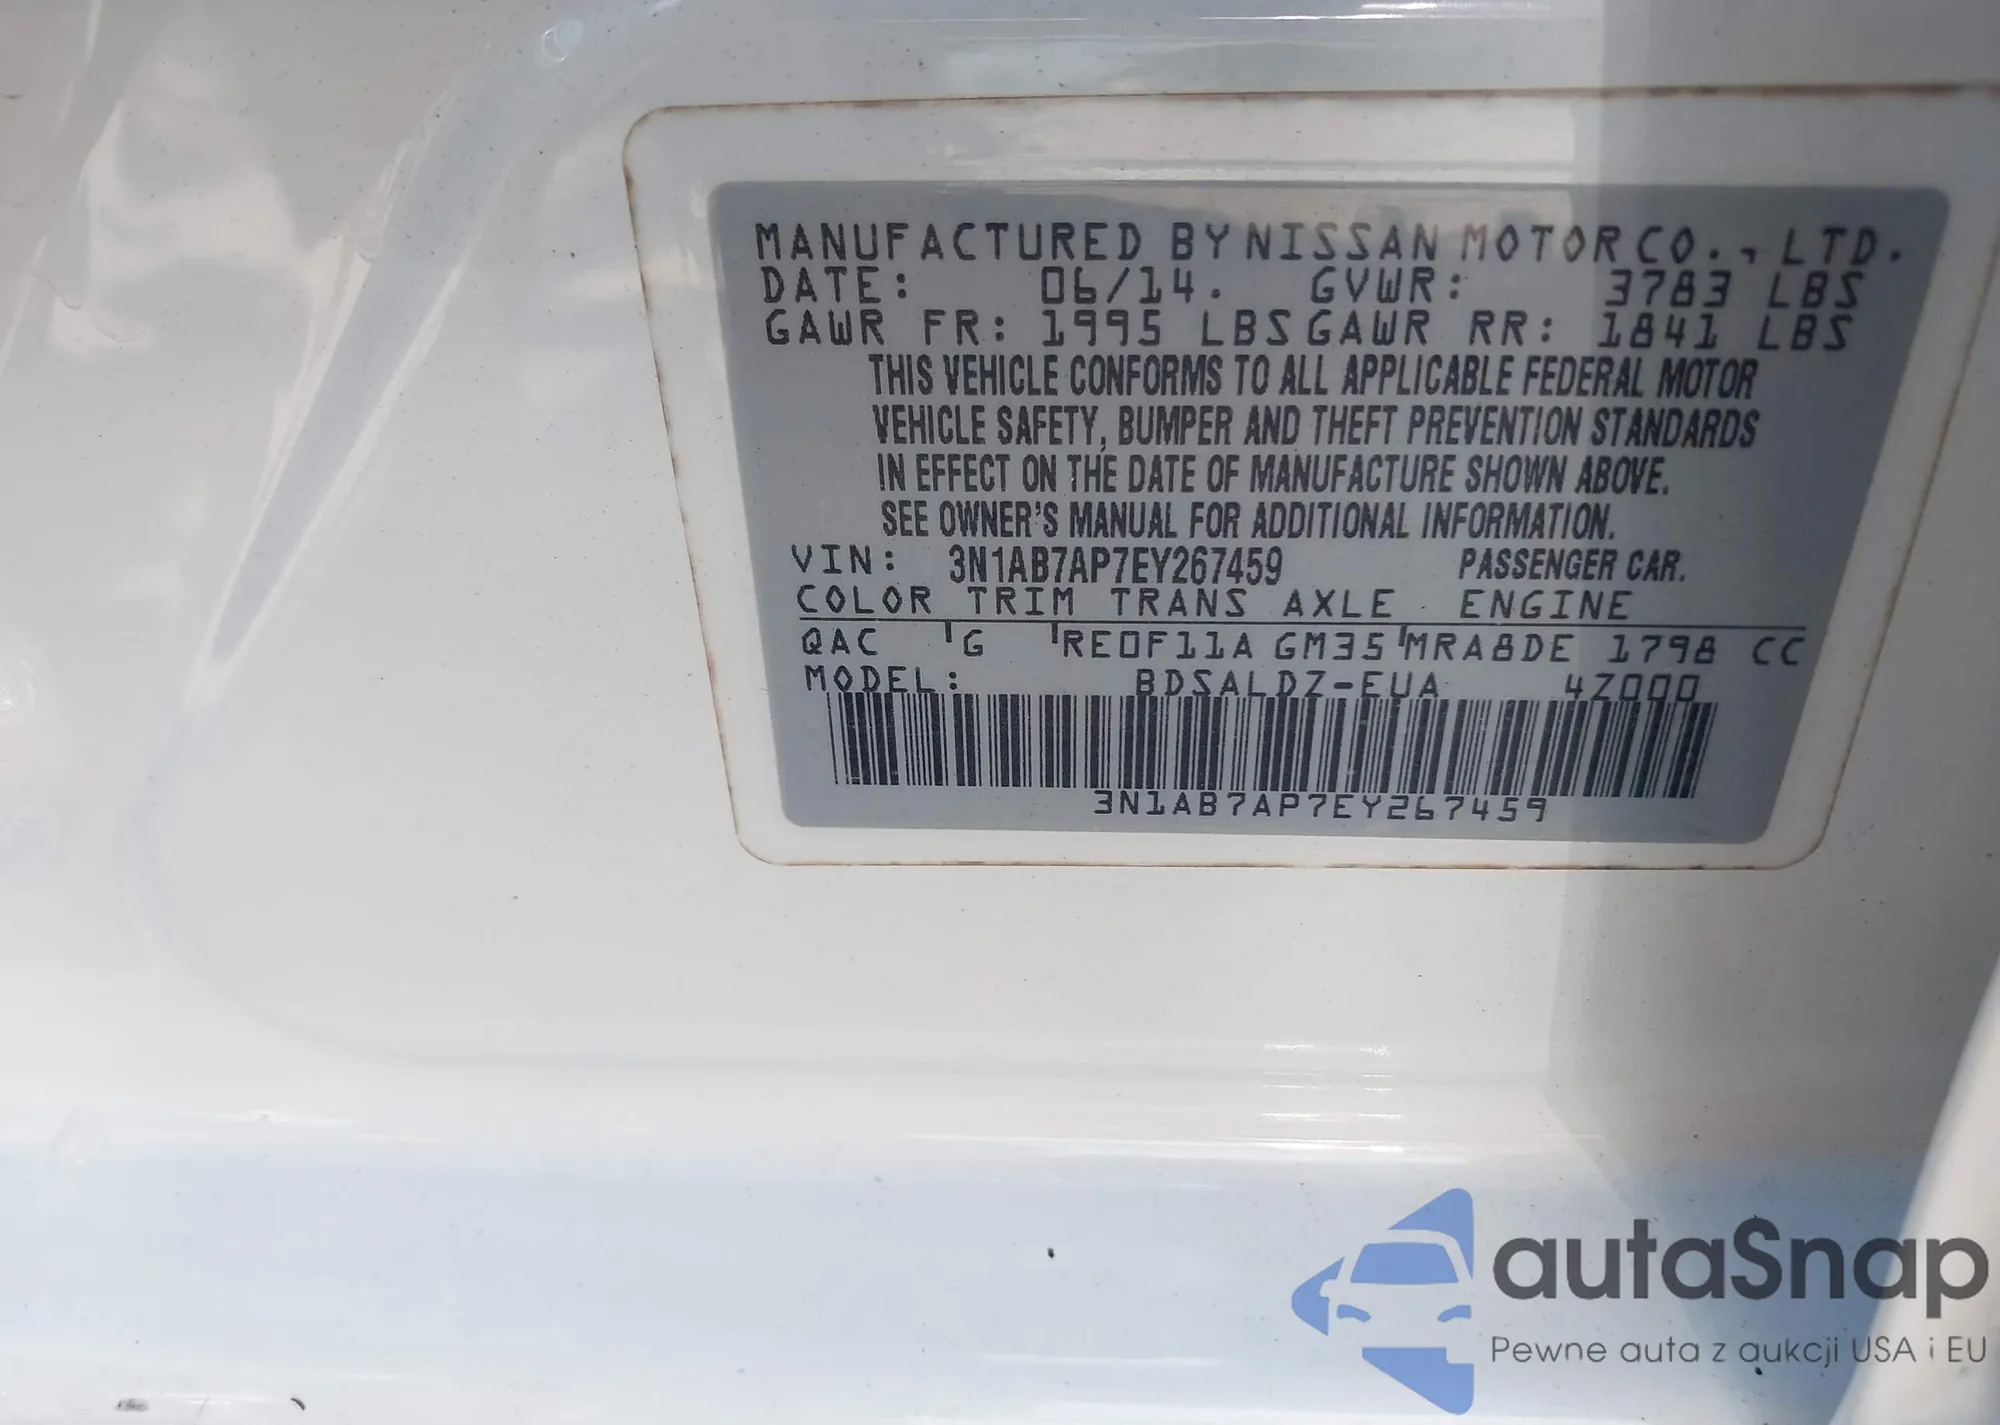 MANUFACTURED BY NISSAN MOTOR CO., LTD.
DATE: 06/14. GVWR: 3783 LBS
GAWR FR: 1995 LBS GAWR RR: 1841 LBS
THIS VEHICLE CONFORMS TO ALL APPLICABLE FEDERAL MOTOR
VEHICLE SAFETY, BUMPER AND THEFT PREVENTION STANDARDS
IN EFFECT ON THE DATE OF MANUFACTURE SHOWN ABOVE.
SEE OWNER'S MANUAL FOR ADDITIONAL INFORMATION.
VIN: 3N1AB7AP7EY267459 PASSENGER CAR.
COLOR TRIM TRANS AXLE ENGINE
QAC G RE0F11A GM35 MRA8DE 1798 CC
MODEL: BDSALDZ-EUA 4Z000
3N1AB7AP7EY267459
autaSnap
Pewne auta z aukcji USA i EU